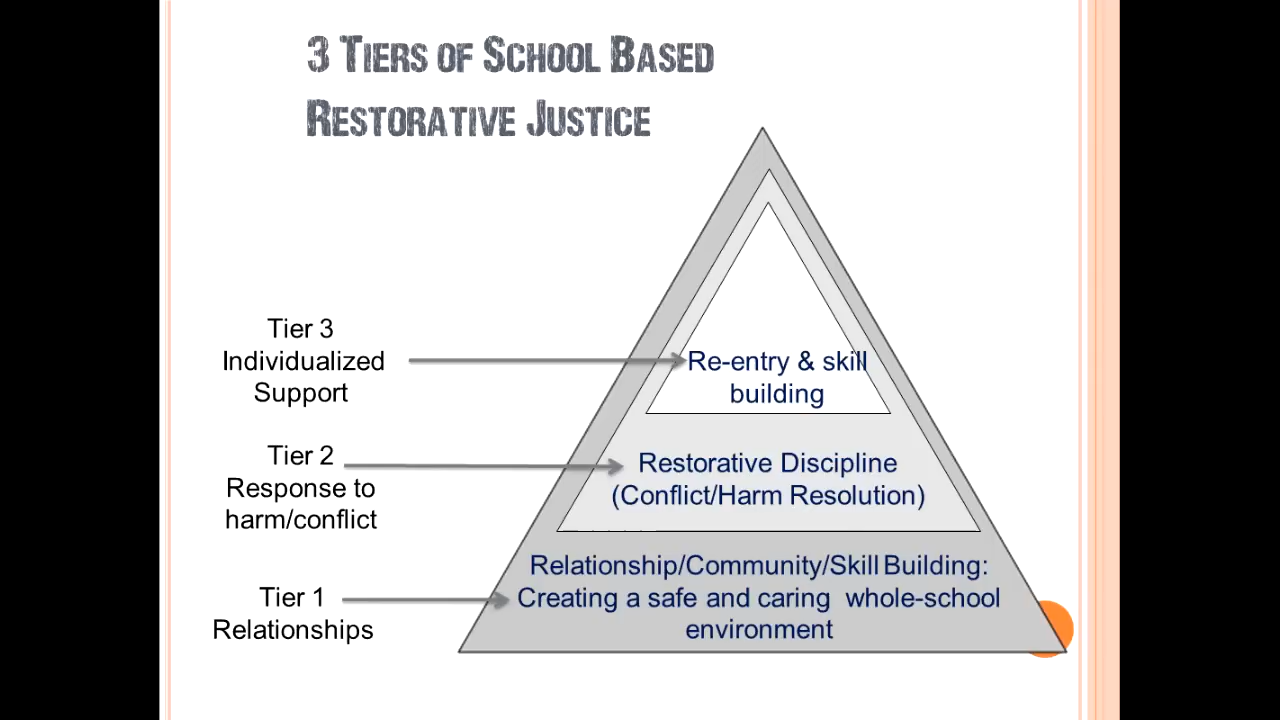 3 TIERS OF SCHOOL BASED
RESTORATIVE JUSTICE
Tier 3
Individualized
Support
Re-entry & skill
building
Tier 2
Response to
harm/conflict
Restorative Discipline
(Conflict/Harm Resolution)
Tier 1
Relationships
Relationship/Community/Skill Building:
Creating a safe and caring whole-school
environment